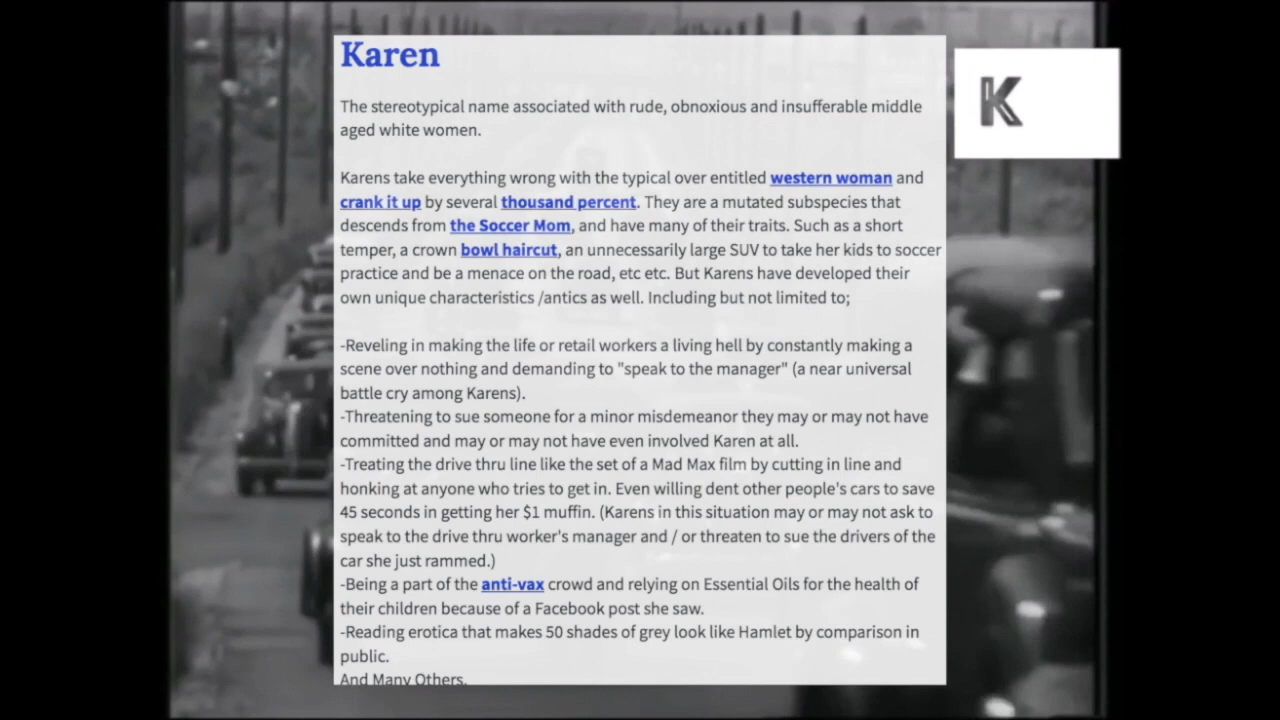 Karen
K
The stereotypical name associated with rude, obnoxious and insufferable middle
aged white women.
Karens take everything wrong with the typical over entitled western woman and
crank it up by several thousand percent. They are a mutated subspecies that
descends from the Soccer Mom, and have many of their traits. Such as a short
temper, a crown bowl haircut, an unnecessarily large SUV to take her kids to soccer
practice and be a menace on the road, etc etc. But Karens have developed their
own unique characteristics /antics as well. Including but not limited to;
-Reveling in making the life or retail workers a living hell by constantly making a
scene over nothing and demanding to "speak to the manager" (a near universal
battle cry among Karens).
-Threatening to sue someone for a minor misdemeanor they may or may not have
committed and may or may not have even involved Karen at all.
-Treating the drive thru line like the set of a Mad Max film by cutting in line and
honking at anyone who tries to get in. Even willing dent other people's cars to save
45 seconds in getting her $1 muffin. (Karens in this situation may or may not ask to
speak to the drive thru worker's manager and / or threaten to sue the drivers of the
car she just rammed.)
-Being a part of the anti-vax crowd and relying on Essential Oils for the health of
their children because of a Facebook post she saw.
-Reading erotica that makes 50 shades of grey look like Hamlet by comparison in
public.
And Many Others.